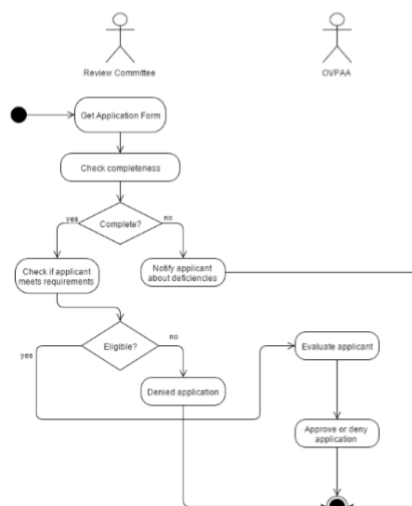 Review Committee
OVPAA
Get Application Form
Check completeness
yes
Complete?
no
Check if applicant
meets requirements
Notify applicant
about deficiencies
yes
Eligible?
no
Evaluate applicant
Denied application
Approve or deny
application